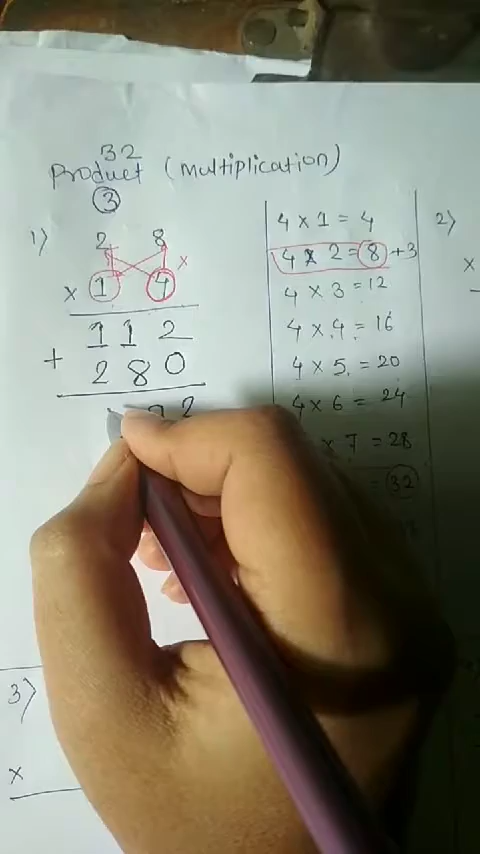 32
Product (Multiplication)
3
1)
2 8
x 1 4 x
1 1 2
+ 2 8 0
9 2
4 x 1 = 4
4 x 2 = 8 +3
4 x 3 = 12
4 x 4 = 16
4 x 5 = 20
4 x 6 = 24
x 7 = 28
= 32
2)
x
3)
x